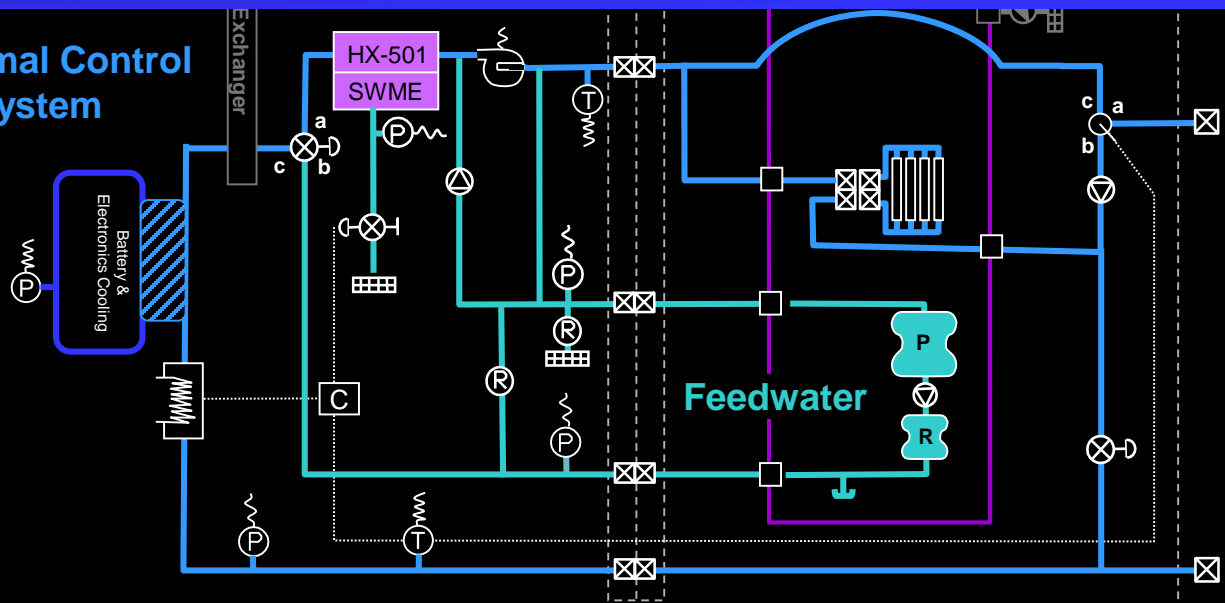 Exchanger
mal Control
ystem
HX-501
SWME
T
P
a
c b
c a
b
Battery &
Electronics Cooling
P
P
P
R
R
P
Feedwater
R
C
P
P
T